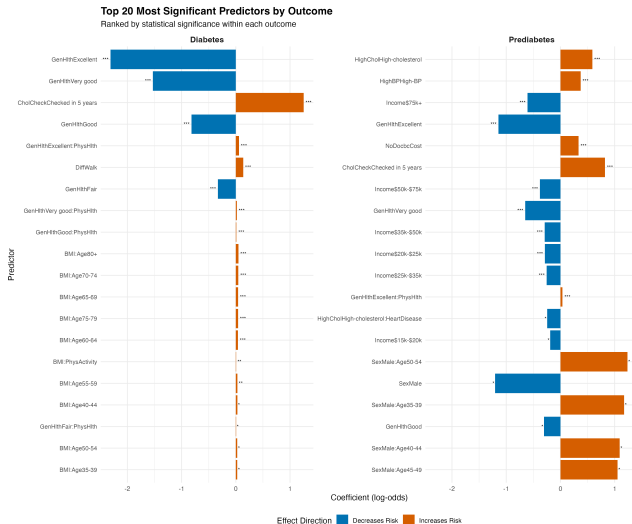 Top 20 Most Significant Predictors by Outcome
Ranked by statistical significance within each outcome
Diabetes
GenHlthExcellent ***
GenHlthVery good ***
CholCheckChecked in 5 years ***
GenHlthGood ***
GenHlthExcellent:PhysHlth ***
DiffWalk ***
GenHlthFair ***
GenHlthVery good:PhysHlth ***
GenHlthGood:PhysHlth ***
BMI:Age80+ ***
BMI:Age70-74 ***
BMI:Age65-69 ***
BMI:Age75-79 ***
BMI:Age60-64 ***
BMI:PhysActivity **
BMI:Age55-59 **
BMI:Age40-44 *
GenHlthFair:PhysHlth *
BMI:Age50-54 *
BMI:Age35-39 *
-2 -1 0 1
Prediabetes
HighCholHigh-cholesterol ***
HighBPHigh-BP ***
Income$75k+ ***
GenHlthExcellent ***
NoDocbcCost ***
CholCheckChecked in 5 years ***
Income$50k-$75k ***
GenHlthVery good ***
Income$35k-$50k ***
Income$20k-$25k ***
Income$25k-$35k ***
GenHlthExcellent:PhysHlth ***
HighCholHigh-cholesterol:HeartDisease *
Income$15k-$20k *
SexMale:Age50-54 *
SexMale *
SexMale:Age35-39 *
GenHlthGood *
SexMale:Age40-44 *
SexMale:Age45-49 *
-2 -1 0 1
Predictor
Coefficient (log-odds)
Effect Direction Decreases Risk Increases Risk